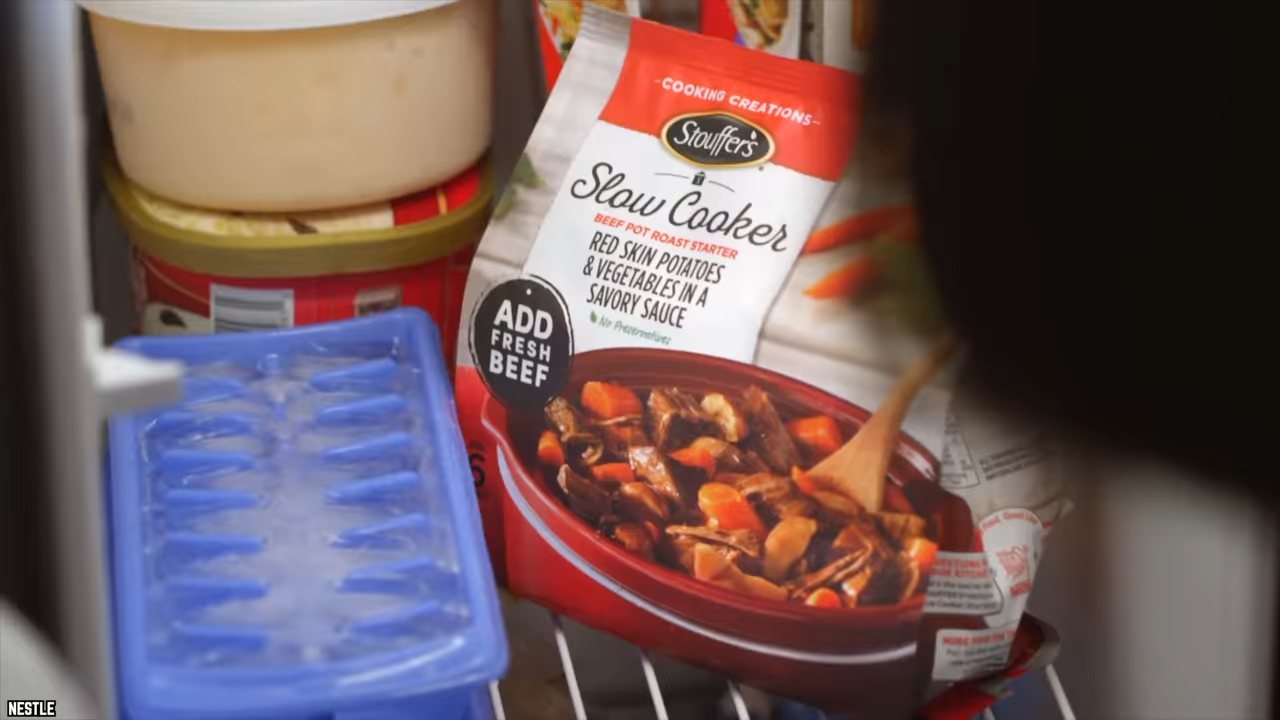 -COOKING CREATIONS-
Stouffer's
Slow Cooker
BEEF POT ROAST STARTER
RED SKIN POTATOES
& VEGETABLES IN A
SAVORY SAUCE
No Preservatives
ADD
FRESH
BEEF
NESTLE